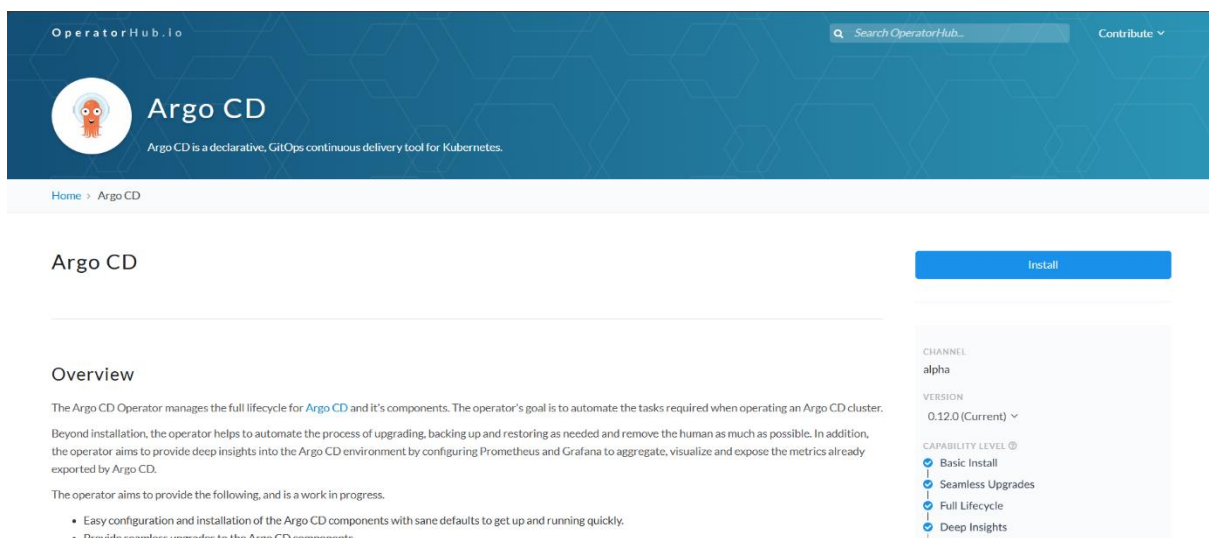 OperatorHub.io
Search OperatorHub...
Contribute
Argo CD
Argo CD is a declarative, GitOps continuous delivery tool for Kubernetes.
Home > Argo CD
Argo CD
Install
Overview
The Argo CD Operator manages the full lifecycle for Argo CD and it's components. The operator's goal is to automate the tasks required when operating an Argo CD cluster.
Beyond installation, the operator helps to automate the process of upgrading, backing up and restoring as needed and remove the human as much as possible. In addition,
the operator aims to provide deep insights into the Argo CD environment by configuring Prometheus and Grafana to aggregate, visualize and expose the metrics already
exported by Argo CD.
The operator aims to provide the following, and is a work in progress.
• Easy configuration and installation of the Argo CD components with sane defaults to get up and running quickly.
• Provide seamless upgrades to the Argo CD components.
CHANNEL
alpha
VERSION
0.12.0 (Current)
CAPABILITY LEVEL
Basic Install
Seamless Upgrades
Full Lifecycle
Deep Insights